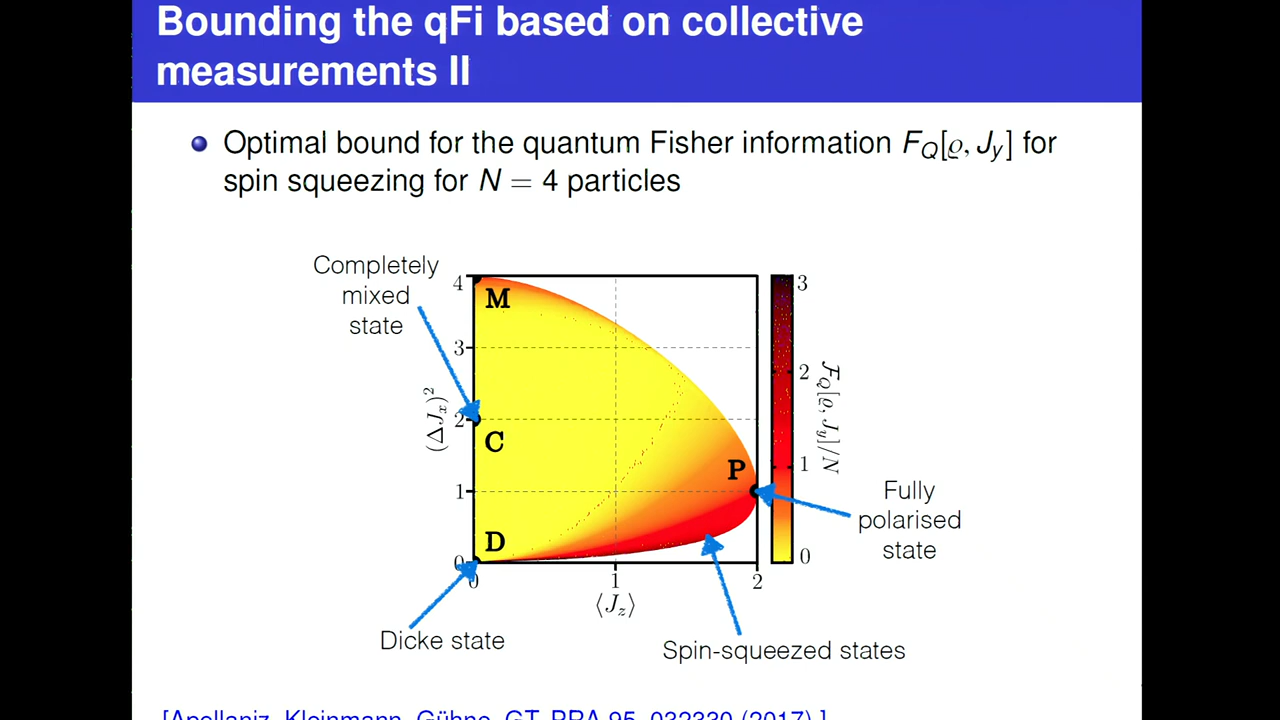 Bounding the qFi based on collective
measurements II
Optimal bound for the quantum Fisher information F_Q[ϱ, J_y] for
spin squeezing for N = 4 particles
Completely
mixed
state
4
3
2
1
0
(ΔJ_x)^2
M
C
D
P
0
1
2
⟨J_z⟩
3
2
1
0
F_Q[ϱ, J_y]/N
Fully
polarised
state
Dicke state
Spin-squeezed states
[Apellaniz, Kleinmann, Gühne, GT, PRA 95, 032330 (2017).]